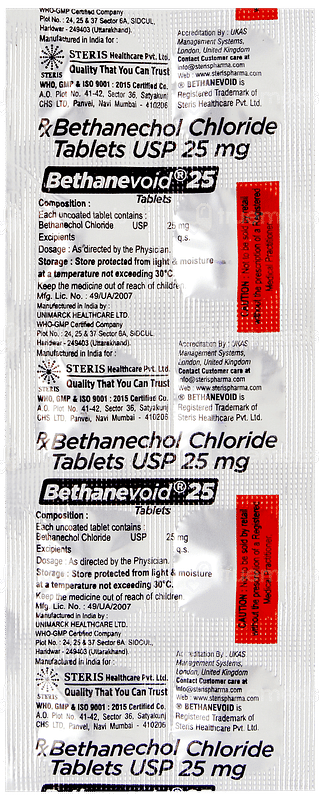 WHO-GMP Certified Company
Plot No.: 24, 25 & 37 Sector 6A, SIDCUL,
Haridwar - 249403 (Uttarakhand).
Manufactured in India for :
STERIS Healthcare Pvt. Ltd.
STERIS
Quality That You Can Trust
WHO, GMP & ISO 9001 : 2015 Certified Co.
A.O. Plot No. 41-42, Sector 36, Satyakunj
CHS LTD, Panvel, Navi Mumbai - 410206
Accreditation By : UKAS
Management Systems,
London, United Kingdom
Contact Customer care at
info@sterispharma.com
Web : www.sterispharma.com
® BETHANEVOID is
Registered Trademark of
Steris Healthcare Pvt. Ltd.
℞ Bethanechol Chloride
Tablets USP 25 mg
Bethanevoid® 25
Tablets
Composition :
Each uncoated tablet contains :
Bethanechol Chloride USP 25 mg
Excipients q.s.
Dosage : As directed by the Physician.
Storage : Store protected from light & moisture
at a temperature not exceeding 30°C.
Keep the medicine out of reach of children.
Mfg. Lic. No. : 49/UA/2007
Manufactured in India by :
UNIMARCK HEALTHCARE LTD.
WHO-GMP Certified Company
Plot No.: 24, 25 & 37 Sector 6A, SIDCUL,
Haridwar - 249403 (Uttarakhand).
Manufactured in India for :
CAUTION : Not to be sold by retail
without the prescription of a Registered
Medical Practitioner.
STERIS Healthcare Pvt. Ltd.
STERIS
Quality That You Can Trust
WHO, GMP & ISO 9001 : 2015 Certified Co.
A.O. Plot No. 41-42, Sector 36, Satyakunj
CHS LTD, Panvel, Navi Mumbai - 410206
Accreditation By : UKAS
Management Systems,
London, United Kingdom
Contact Customer care at
info@sterispharma.com
Web : www.sterispharma.com
® BETHANEVOID is
Registered Trademark of
Steris Healthcare Pvt. Ltd.
℞ Bethanechol Chloride
Tablets USP 25 mg
Bethanevoid® 25
Tablets
Composition :
Each uncoated tablet contains :
Bethanechol Chloride USP 25 mg
Excipients q.s.
Dosage : As directed by the Physician.
Storage : Store protected from light & moisture
at a temperature not exceeding 30°C.
Keep the medicine out of reach of children.
Mfg. Lic. No. : 49/UA/2007
Manufactured in India by :
UNIMARCK HEALTHCARE LTD.
WHO-GMP Certified Company
Plot No.: 24, 25 & 37 Sector 6A, SIDCUL,
Haridwar - 249403 (Uttarakhand).
Manufactured in India for :
CAUTION : Not to be sold by retail
without the prescription of a Registered
Medical Practitioner.
STERIS Healthcare Pvt. Ltd.
STERIS
Quality That You Can Trust
WHO, GMP & ISO 9001 : 2015 Certified Co.
A.O. Plot No. 41-42, Sector 36, Satyakunj
CHS LTD, Panvel, Navi Mumbai - 410206
Accreditation By : UKAS
Management Systems,
London, United Kingdom
Contact Customer care at
info@sterispharma.com
Web : www.sterispharma.com
® BETHANEVOID is
Registered Trademark of
Steris Healthcare Pvt. Ltd.
℞ Bethanechol Chloride
Tablets USP 25 mg